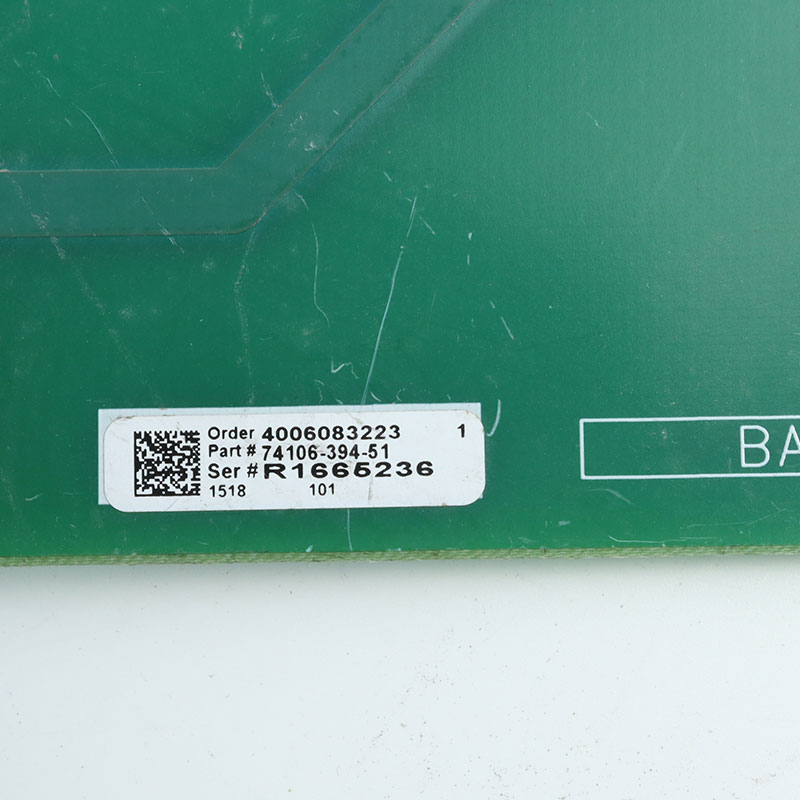 Order 4006083223 1
Part # 74106-394-51
Ser # R1665236
1518 101
BA